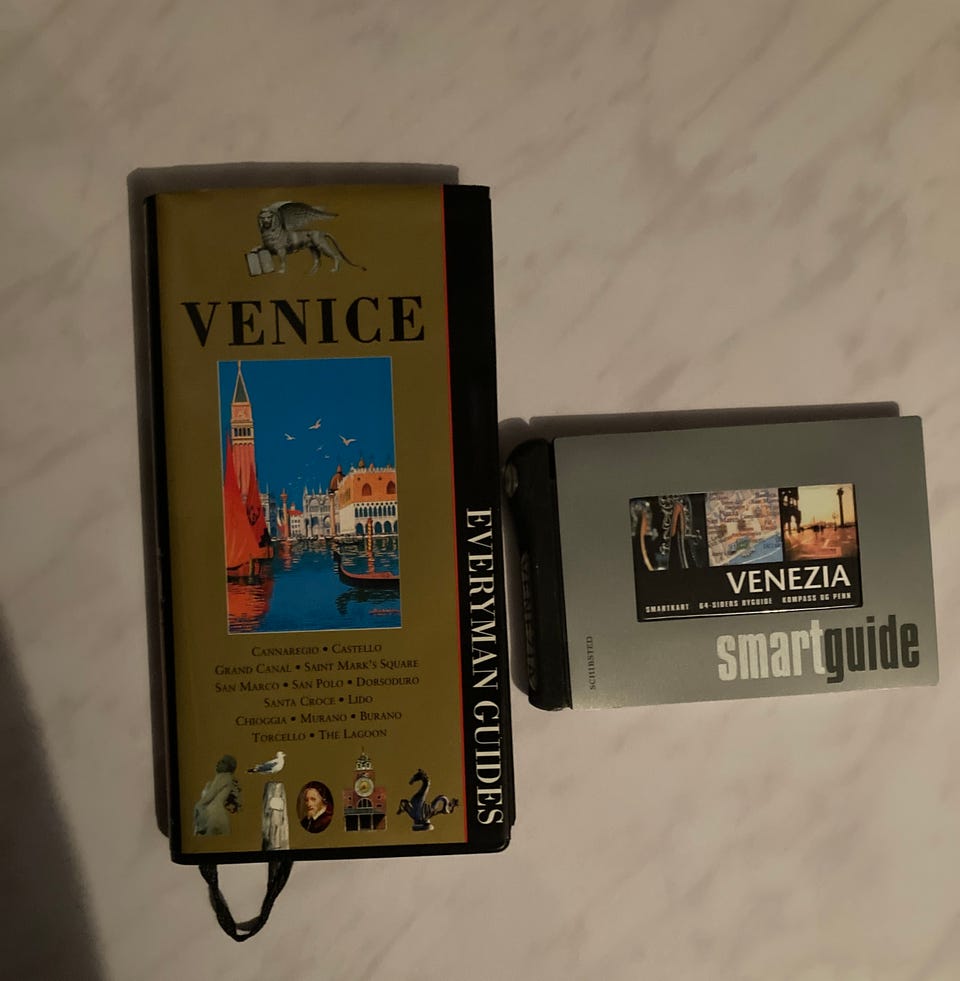 VENICE
CANNAREGIO • CASTELLO
GRAND CANAL • SAINT MARK'S SQUARE
SAN MARCO • SAN POLO • DORSODURO
SANTA CROCE • LIDO
CHIOGGIA • MURANO • BURANO
TORCELLO • THE LAGOON
EVERYMAN GUIDES
VENEZIA
SMARTKART 64-SIDERS BYGUIDE KOMPASS OG PENN
smartguide
SCHIBSTED